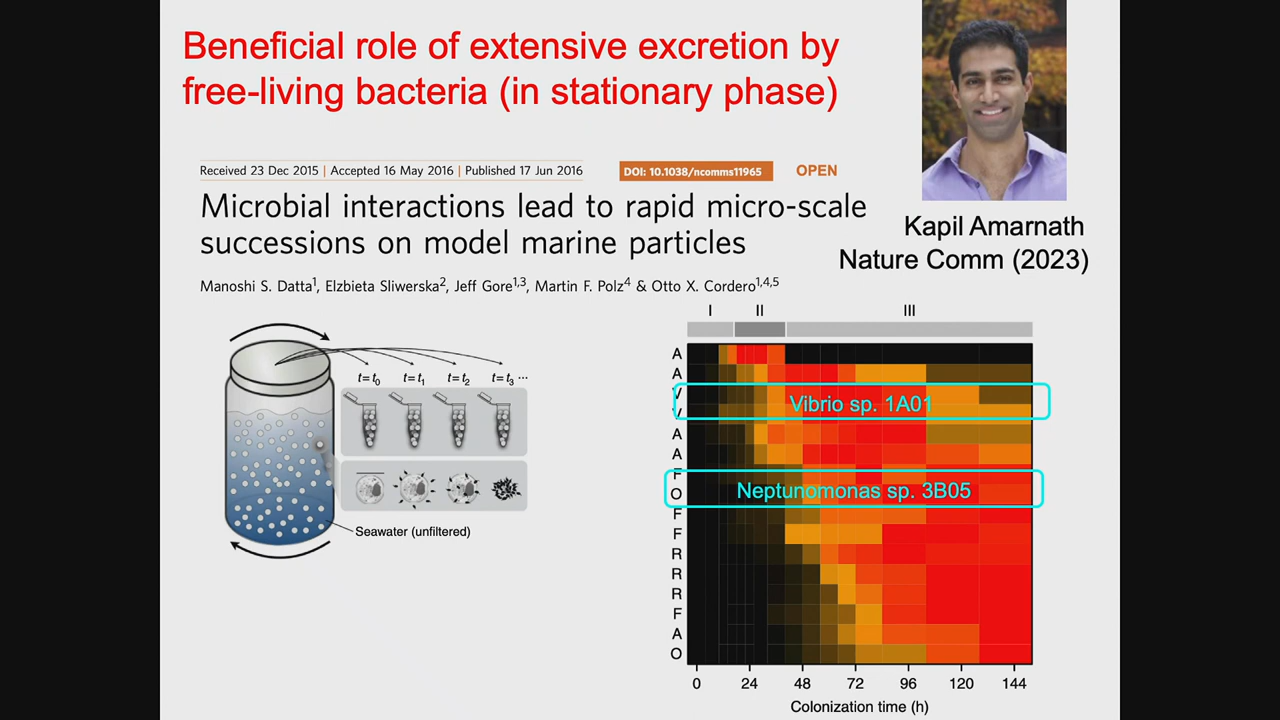 Beneficial role of extensive excretion by
free-living bacteria (in stationary phase)
Received 23 Dec 2015 | Accepted 16 May 2016 | Published 17 Jun 2016
DOI: 10.1038/ncomms11965
OPEN
Microbial interactions lead to rapid micro-scale
successions on model marine particles
Manoshi S. Datta1, Elzbieta Sliwerska2, Jeff Gore1,3, Martin F. Polz4 & Otto X. Cordero1,4,5
Kapil Amarnath
Nature Comm (2023)
t=t0 t=t1 t=t2 t=t3 ...
Seawater (unfiltered)
I II III
A
A
V
V
A
A
F
O
F
F
R
R
R
F
A
O
Vibrio sp. 1A01
Neptunomonas sp. 3B05
0 24 48 72 96 120 144
Colonization time (h)